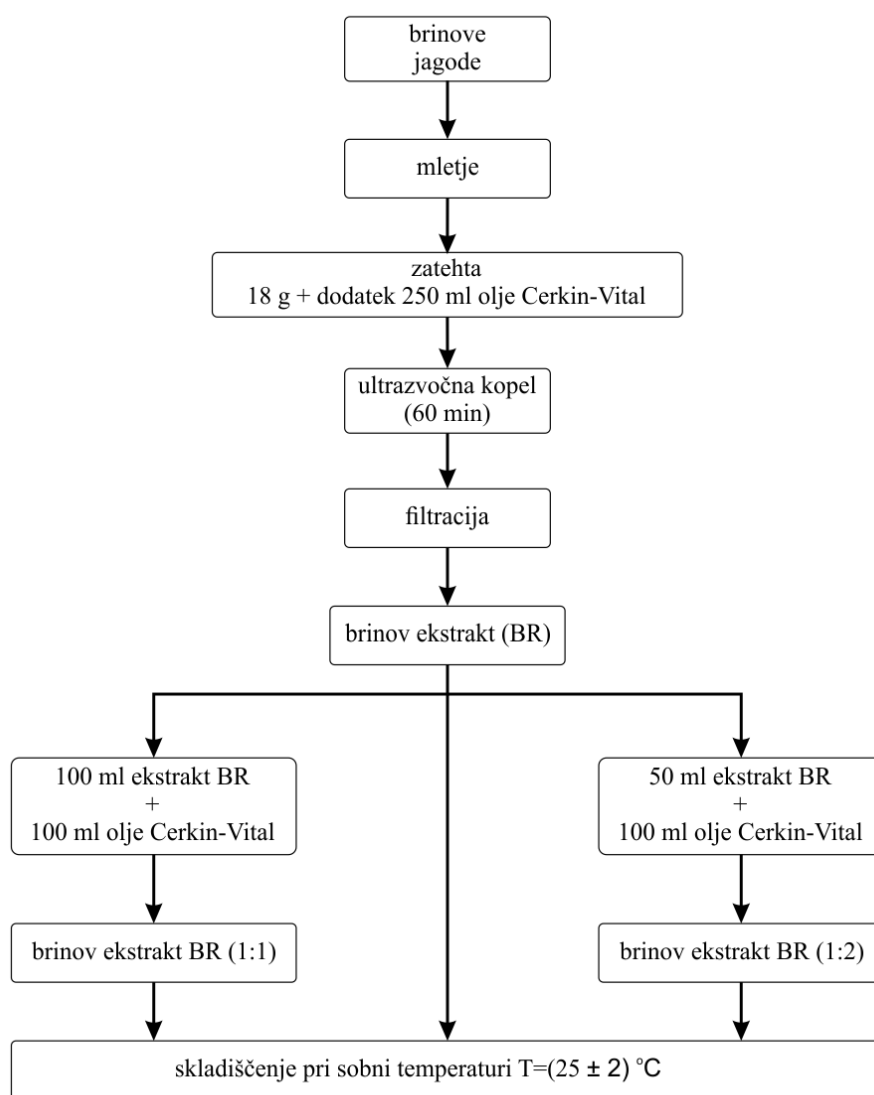 brinove
jagode
mletje
zatehta
18 g + dodatek 250 ml olje Cerkin-Vital
ultrazvočna kopel
(60 min)
filtracija
brinov ekstrakt (BR)
100 ml ekstrakt BR
+
100 ml olje Cerkin-Vital
50 ml ekstrakt BR
+
100 ml olje Cerkin-Vital
brinov ekstrakt BR (1:1)
brinov ekstrakt BR (1:2)
skladiščenje pri sobni temperaturi T=(25 ± 2) °C